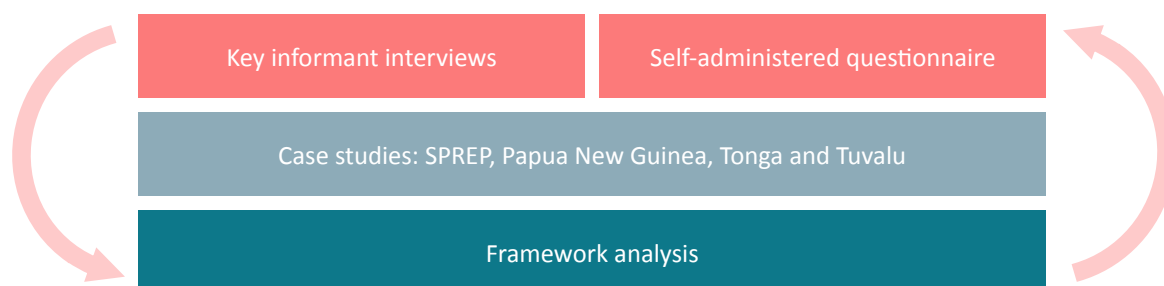 Key informant interviews
Self-administered questionnaire
Case studies: SPREP, Papua New Guinea, Tonga and Tuvalu
Framework analysis